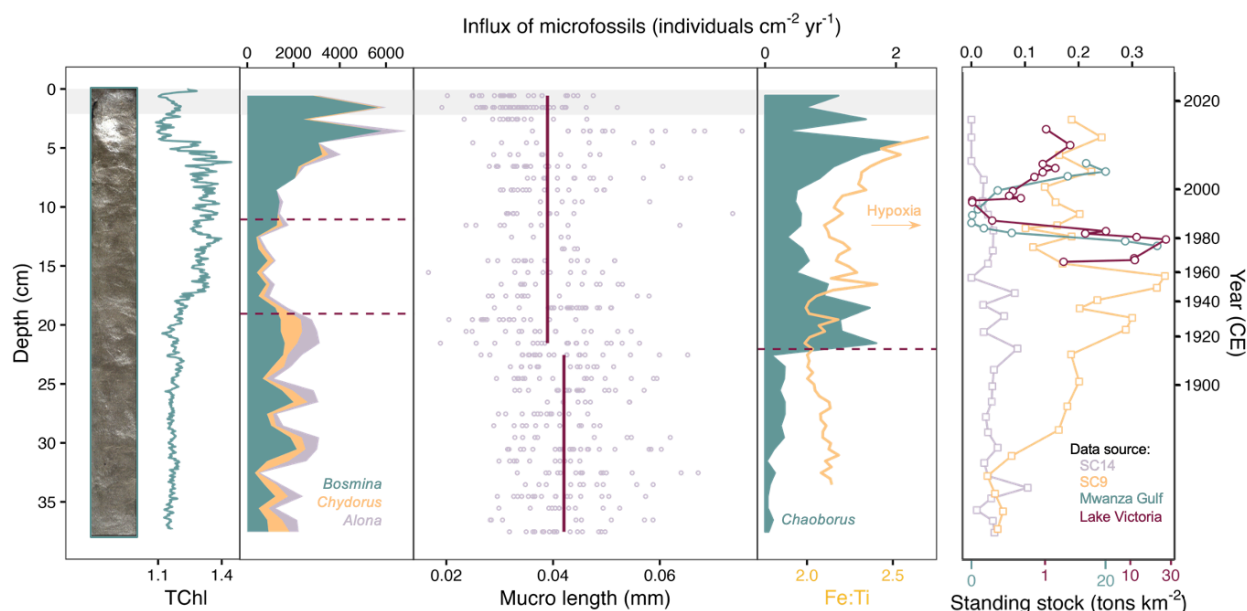 Influx of microfossils (individuals cm-2 yr-1)
0 2000 4000 6000
0 1 2
0.0 0.1 0.2 0.3
0
5
10
15
20
25
30
35
Depth (cm)
Hypoxia
Bosmina
Chydorus
Alona
Chaoborus
2020
2000
1980
1960
1940
1920
1900
Year (CE)
Data source:
SC14
SC9
Mwanza Gulf
Lake Victoria
1.1 1.4
TChl
0.02 0.04 0.06
Mucro length (mm)
2.0 2.5
Fe:Ti
0 1 20 10 30
Standing stock (tons km-2)